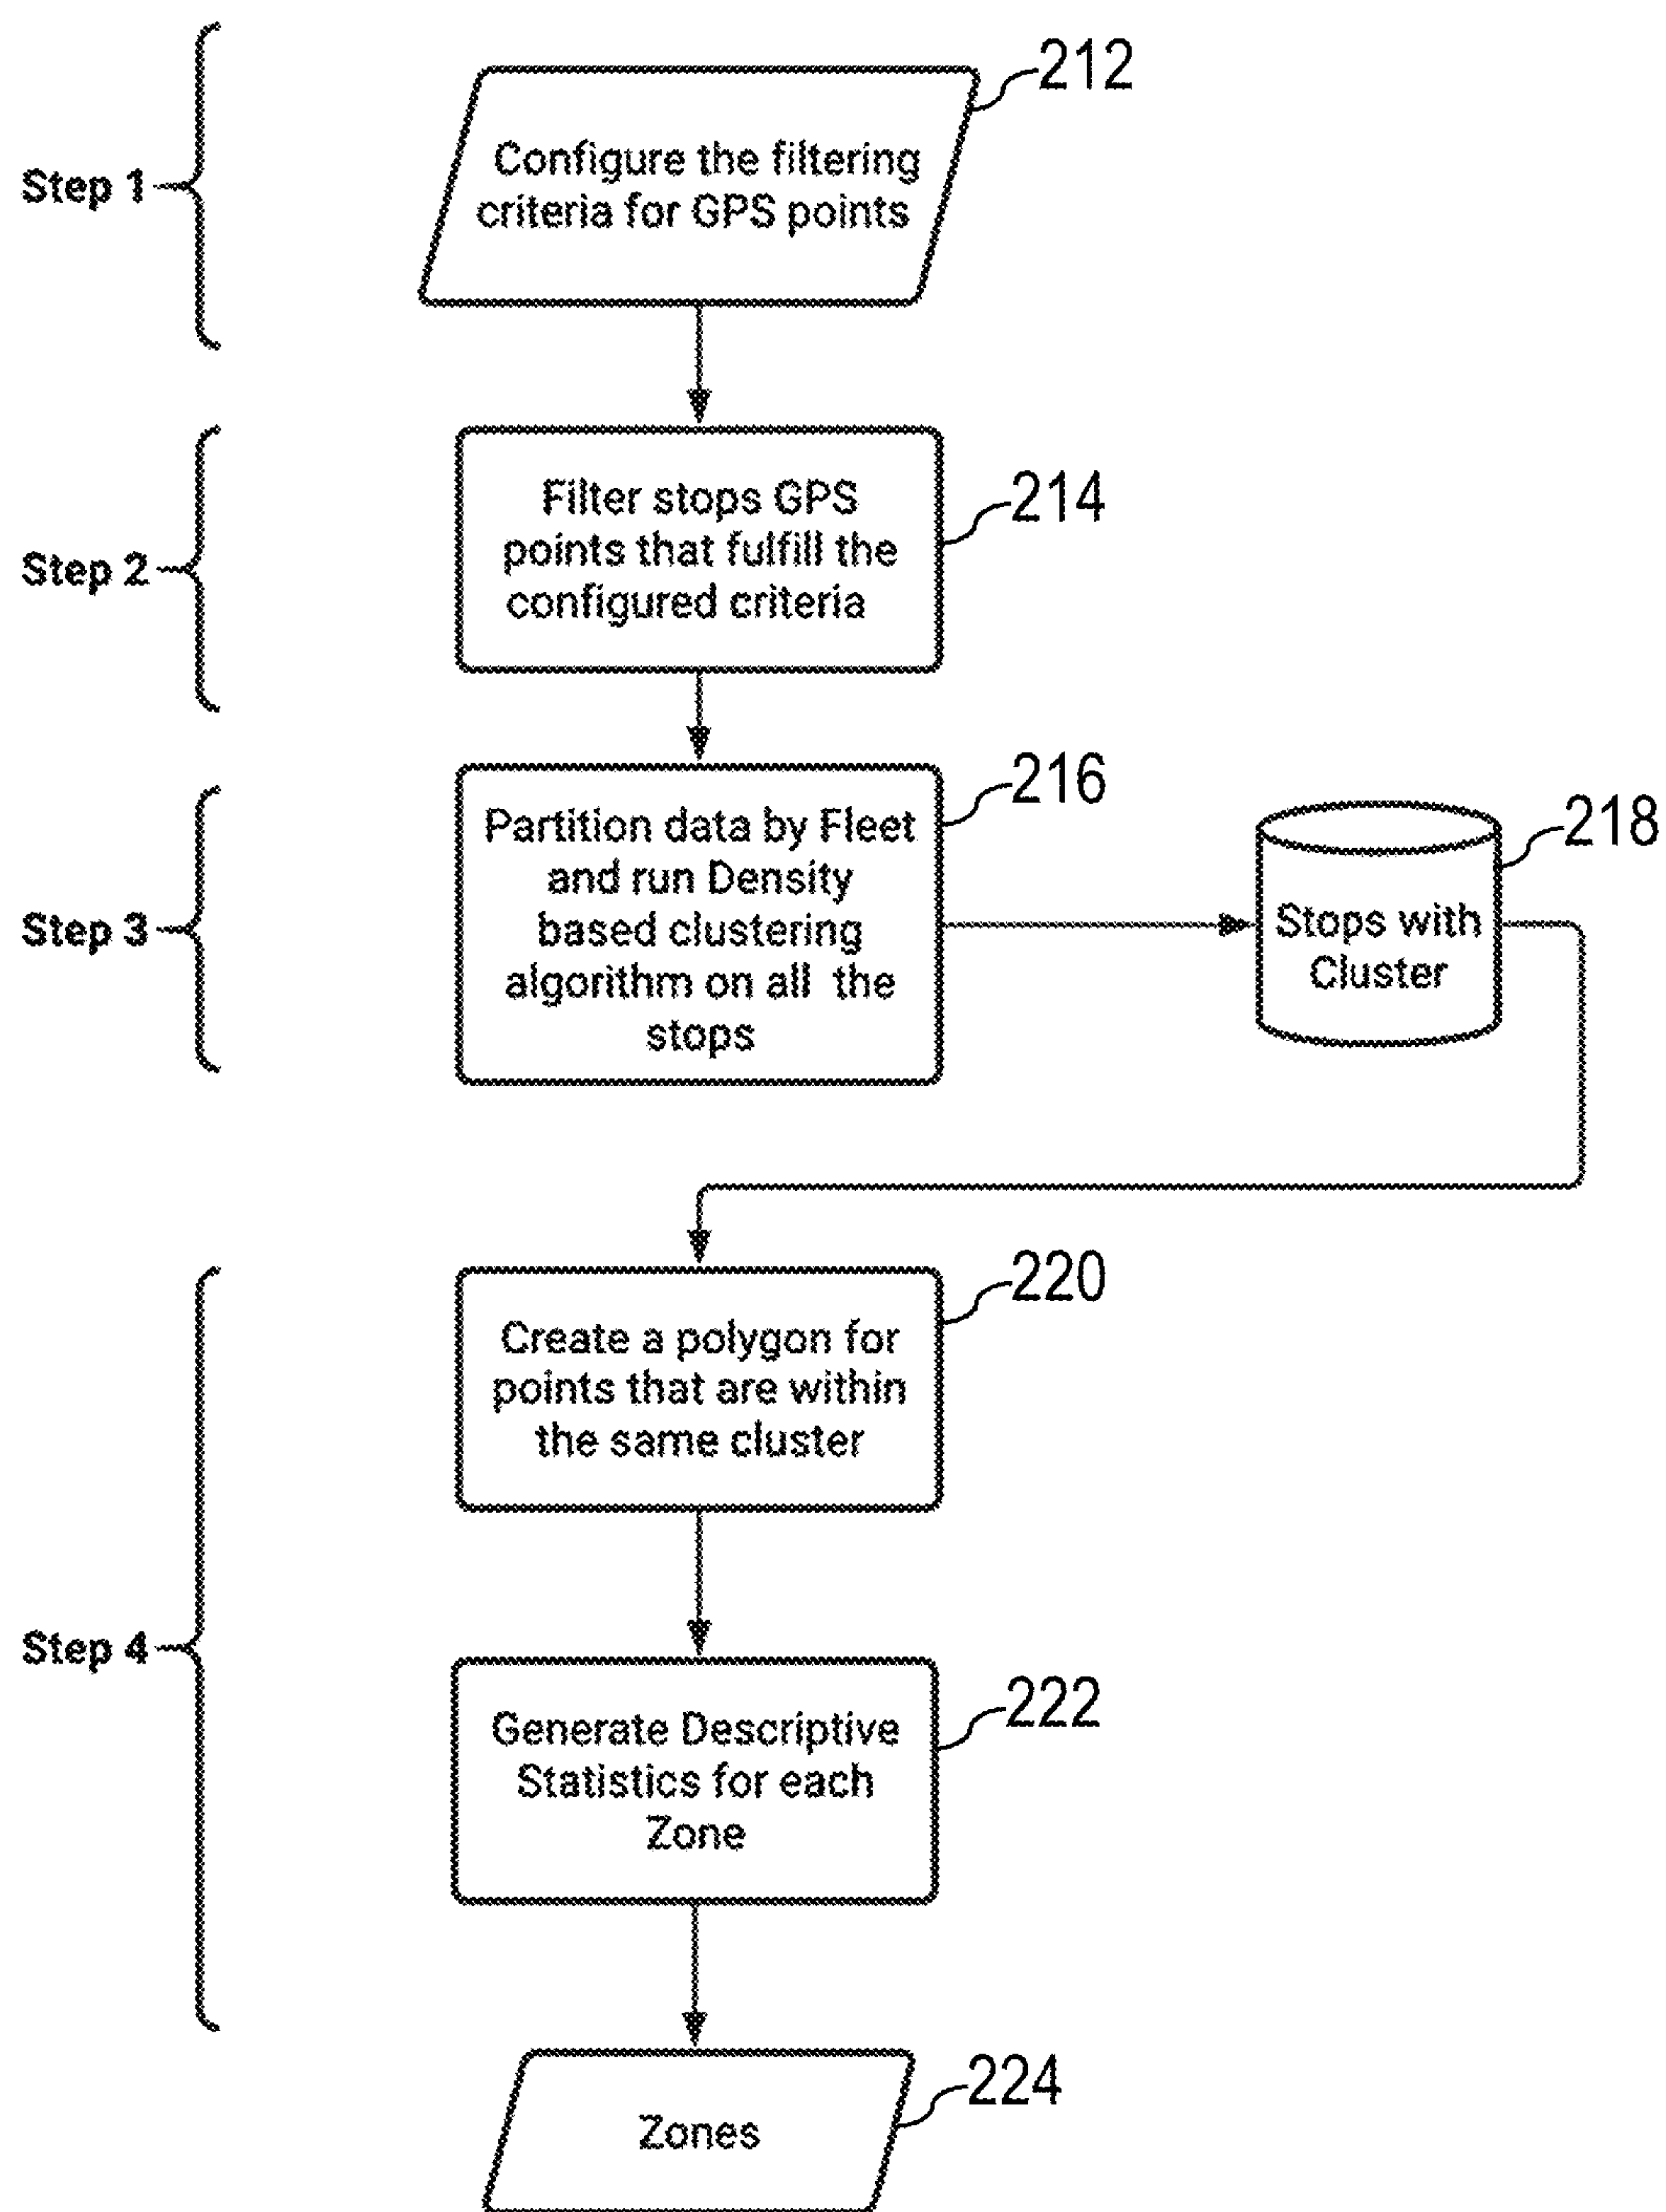 212
Step 1
Configure the filtering
criteria for GPS points
214
Step 2
Filter stops GPS
points that fulfill the
configured criteria
216
218
Step 3
Partition data by Fleet
and run Density
based clustering
algorithm on all the
stops
Stops with
Cluster
220
Create a polygon for
points that are within
the same cluster
Step 4
222
Generate Descriptive
Statistics for each
Zone
224
Zones